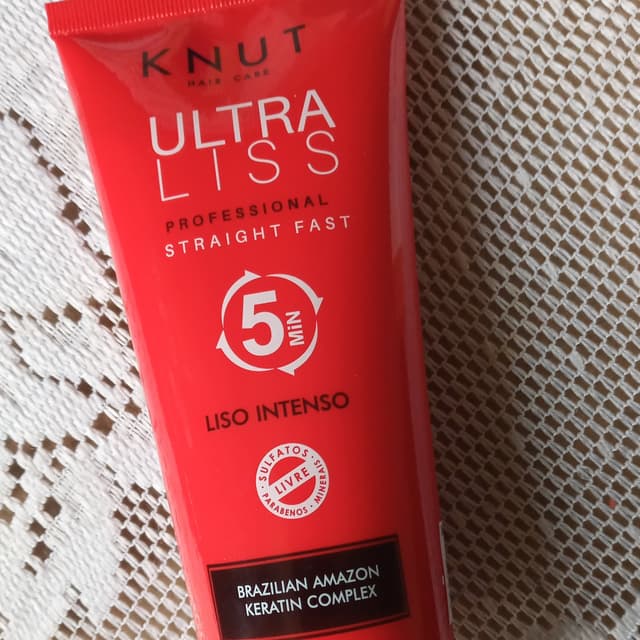 KNUT
HAIR CARE
ULTRA
LISS
PROFESSIONAL
STRAIGHT FAST
5
MiN
LISO INTENSO
SULFATOS · PARABENOS · MINERAIS ·
LIVRE
BRAZILIAN AMAZON
KERATIN COMPLEX